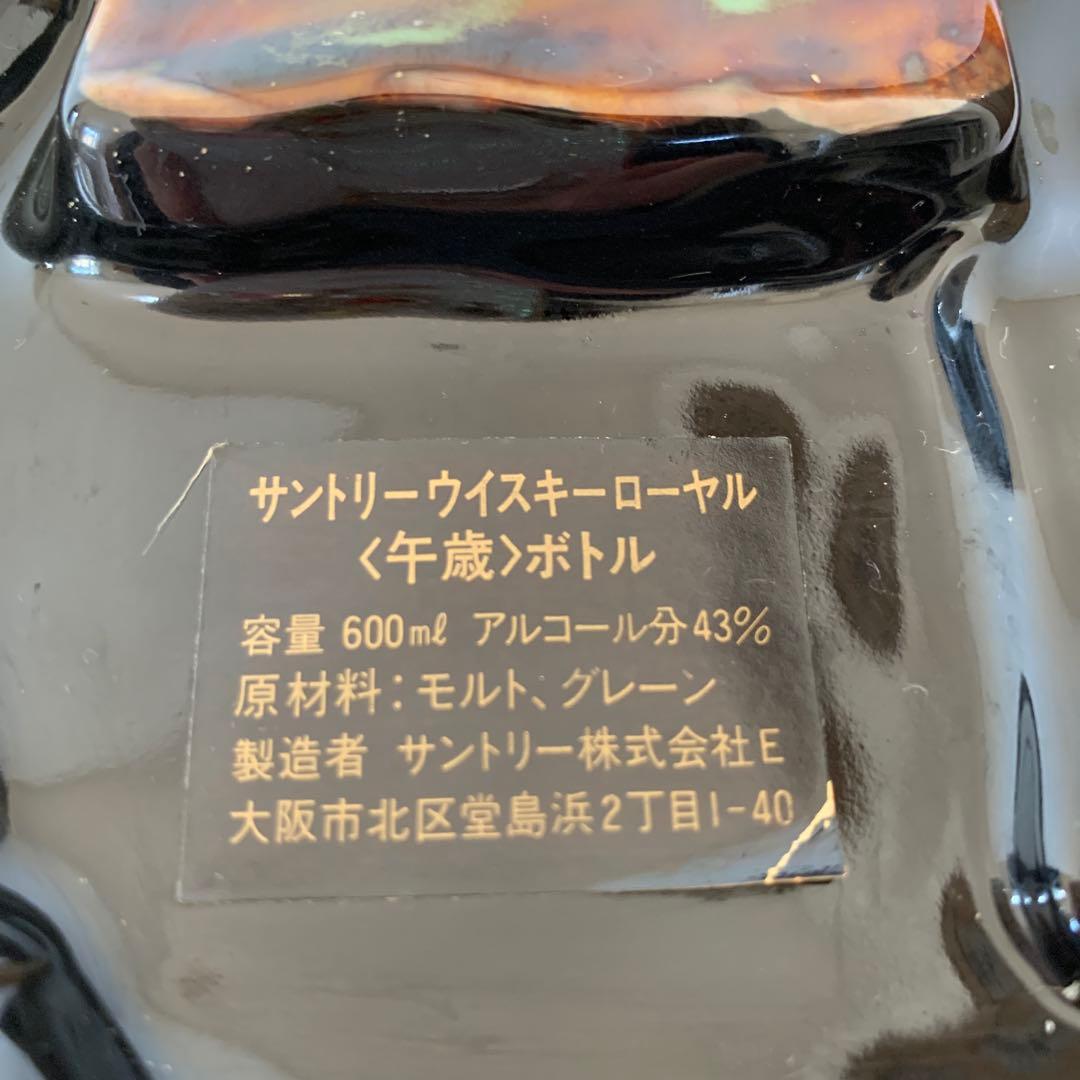 サントリーウイスキーローヤル
〈午歳〉ボトル
容量 600mℓ アルコール分43%
原材料:モルト、グレーン
製造者 サントリー株式会社E
大阪市北区堂島浜2丁目1-40